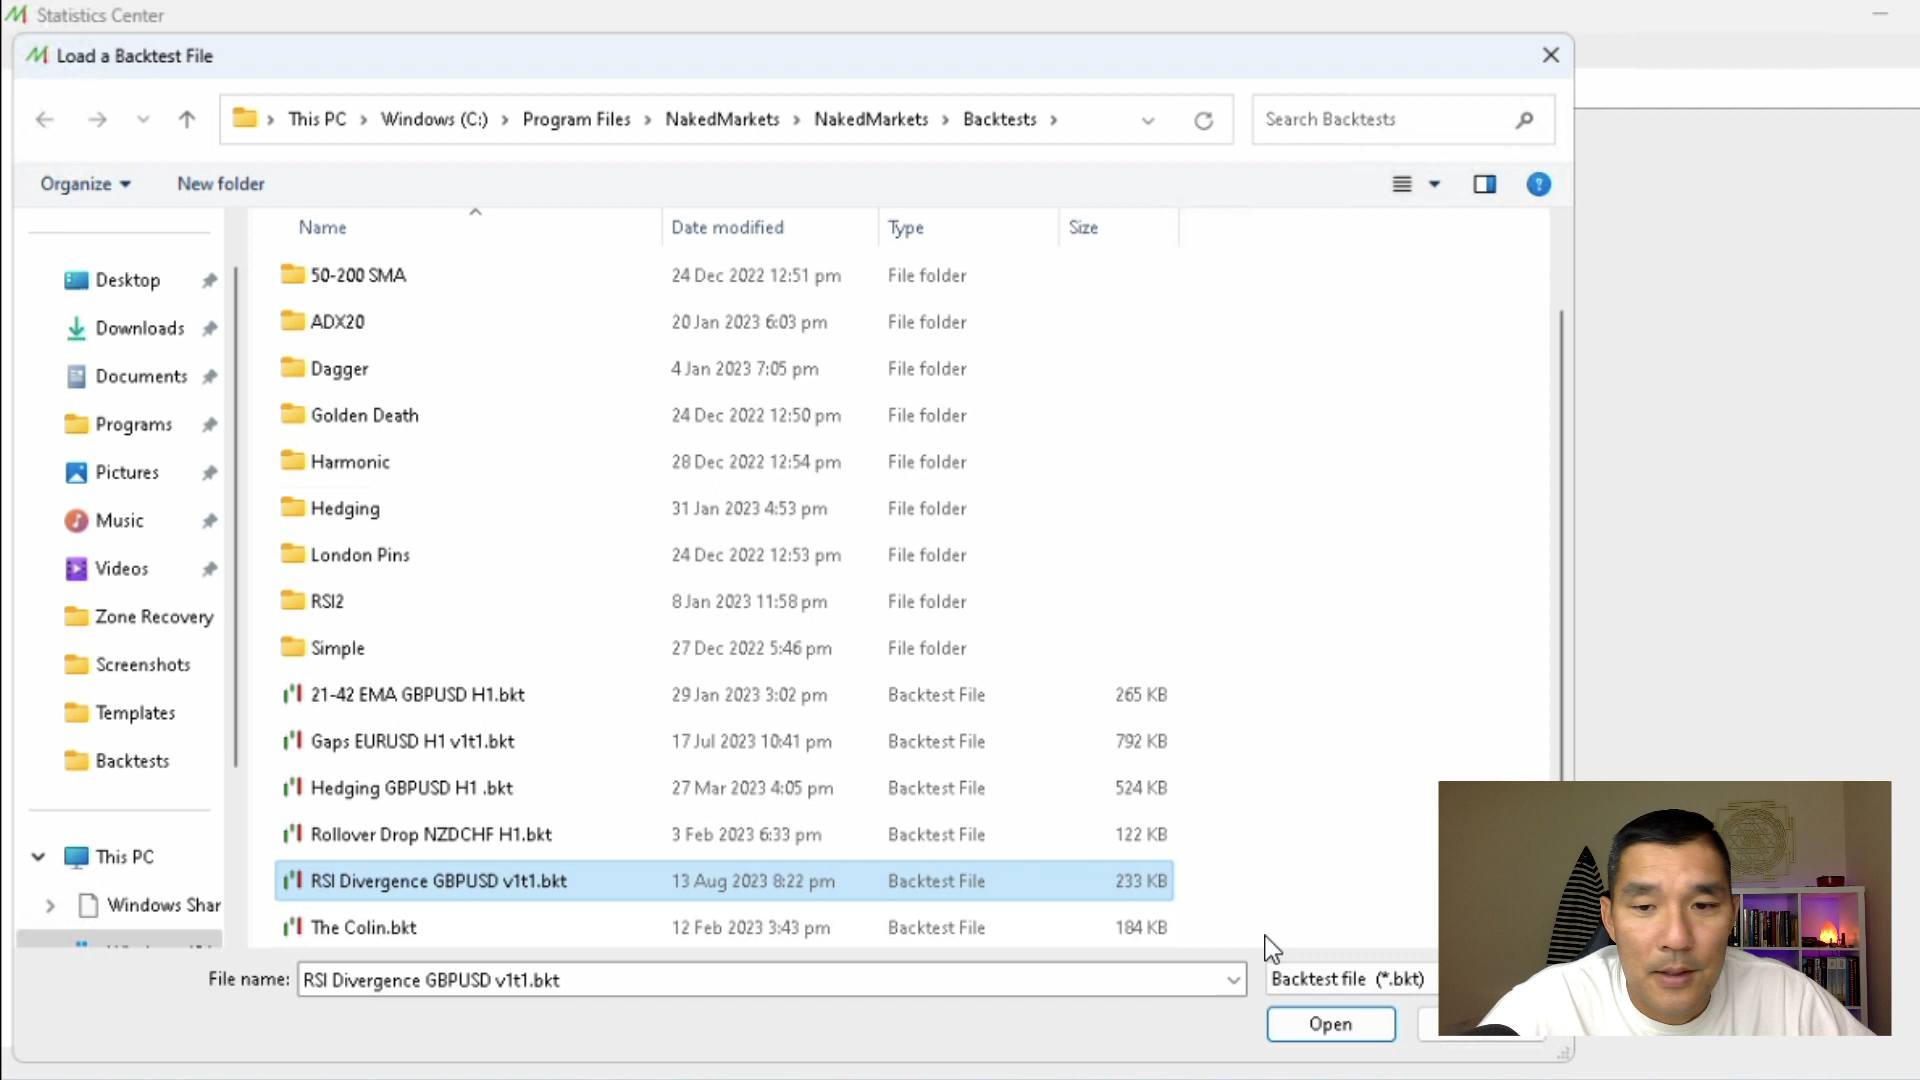 Statistics Center
Load a Backtest File
This PC > Windows (C:) > Program Files > NakedMarkets > NakedMarkets > Backtests >
Search Backtests
Organize
New folder
Name
Date modified
Type
Size
Desktop
Downloads
Documents
Programs
Pictures
Music
Videos
Zone Recovery
Screenshots
Templates
Backtests
This PC
Windows Shar
50-200 SMA 24 Dec 2022 12:51 pm File folder
ADX20 20 Jan 2023 6:03 pm File folder
Dagger 4 Jan 2023 7:05 pm File folder
Golden Death 24 Dec 2022 12:50 pm File folder
Harmonic 28 Dec 2022 12:54 pm File folder
Hedging 31 Jan 2023 4:53 pm File folder
London Pins 24 Dec 2022 12:53 pm File folder
RSI2 8 Jan 2023 11:58 pm File folder
Simple 27 Dec 2022 5:46 pm File folder
21-42 EMA GBPUSD H1.bkt 29 Jan 2023 3:02 pm Backtest File 265 KB
Gaps EURUSD H1 v1t1.bkt 17 Jul 2023 10:41 pm Backtest File 792 KB
Hedging GBPUSD H1 .bkt 27 Mar 2023 4:05 pm Backtest File 524 KB
Rollover Drop NZDCHF H1.bkt 3 Feb 2023 6:33 pm Backtest File 122 KB
RSI Divergence GBPUSD v1t1.bkt 13 Aug 2023 8:22 pm Backtest File 233 KB
The Colin.bkt 12 Feb 2023 3:43 pm Backtest File 184 KB
File name: RSI Divergence GBPUSD v1t1.bkt
Backtest file (*.bkt)
Open